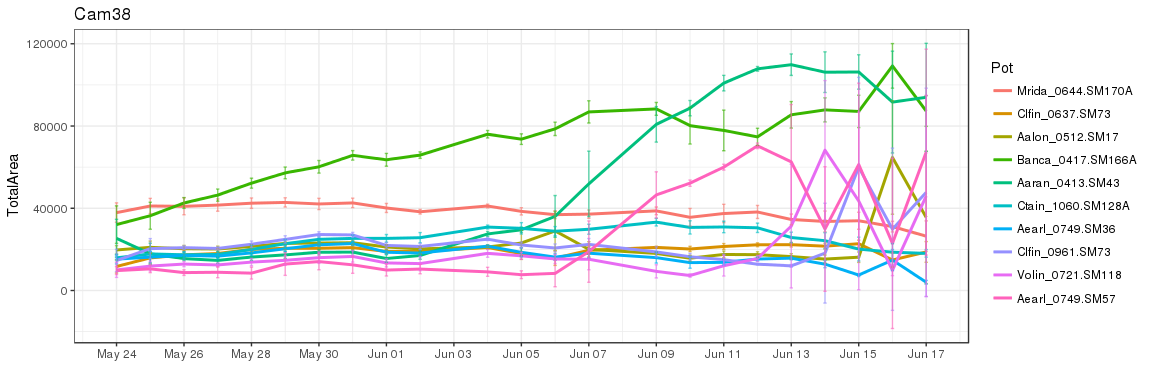 Cam38
TotalArea
120000
80000
40000
0
May 24 May 26 May 28 May 30 Jun 01 Jun 03 Jun 05 Jun 07 Jun 09 Jun 11 Jun 13 Jun 15 Jun 17
Pot
Mrida_0644.SM170A
Clfin_0637.SM73
Aalon_0512.SM17
Banca_0417.SM166A
Aaran_0413.SM43
Ctain_1060.SM128A
Aearl_0749.SM36
Clfin_0961.SM73
Volin_0721.SM118
Aearl_0749.SM57